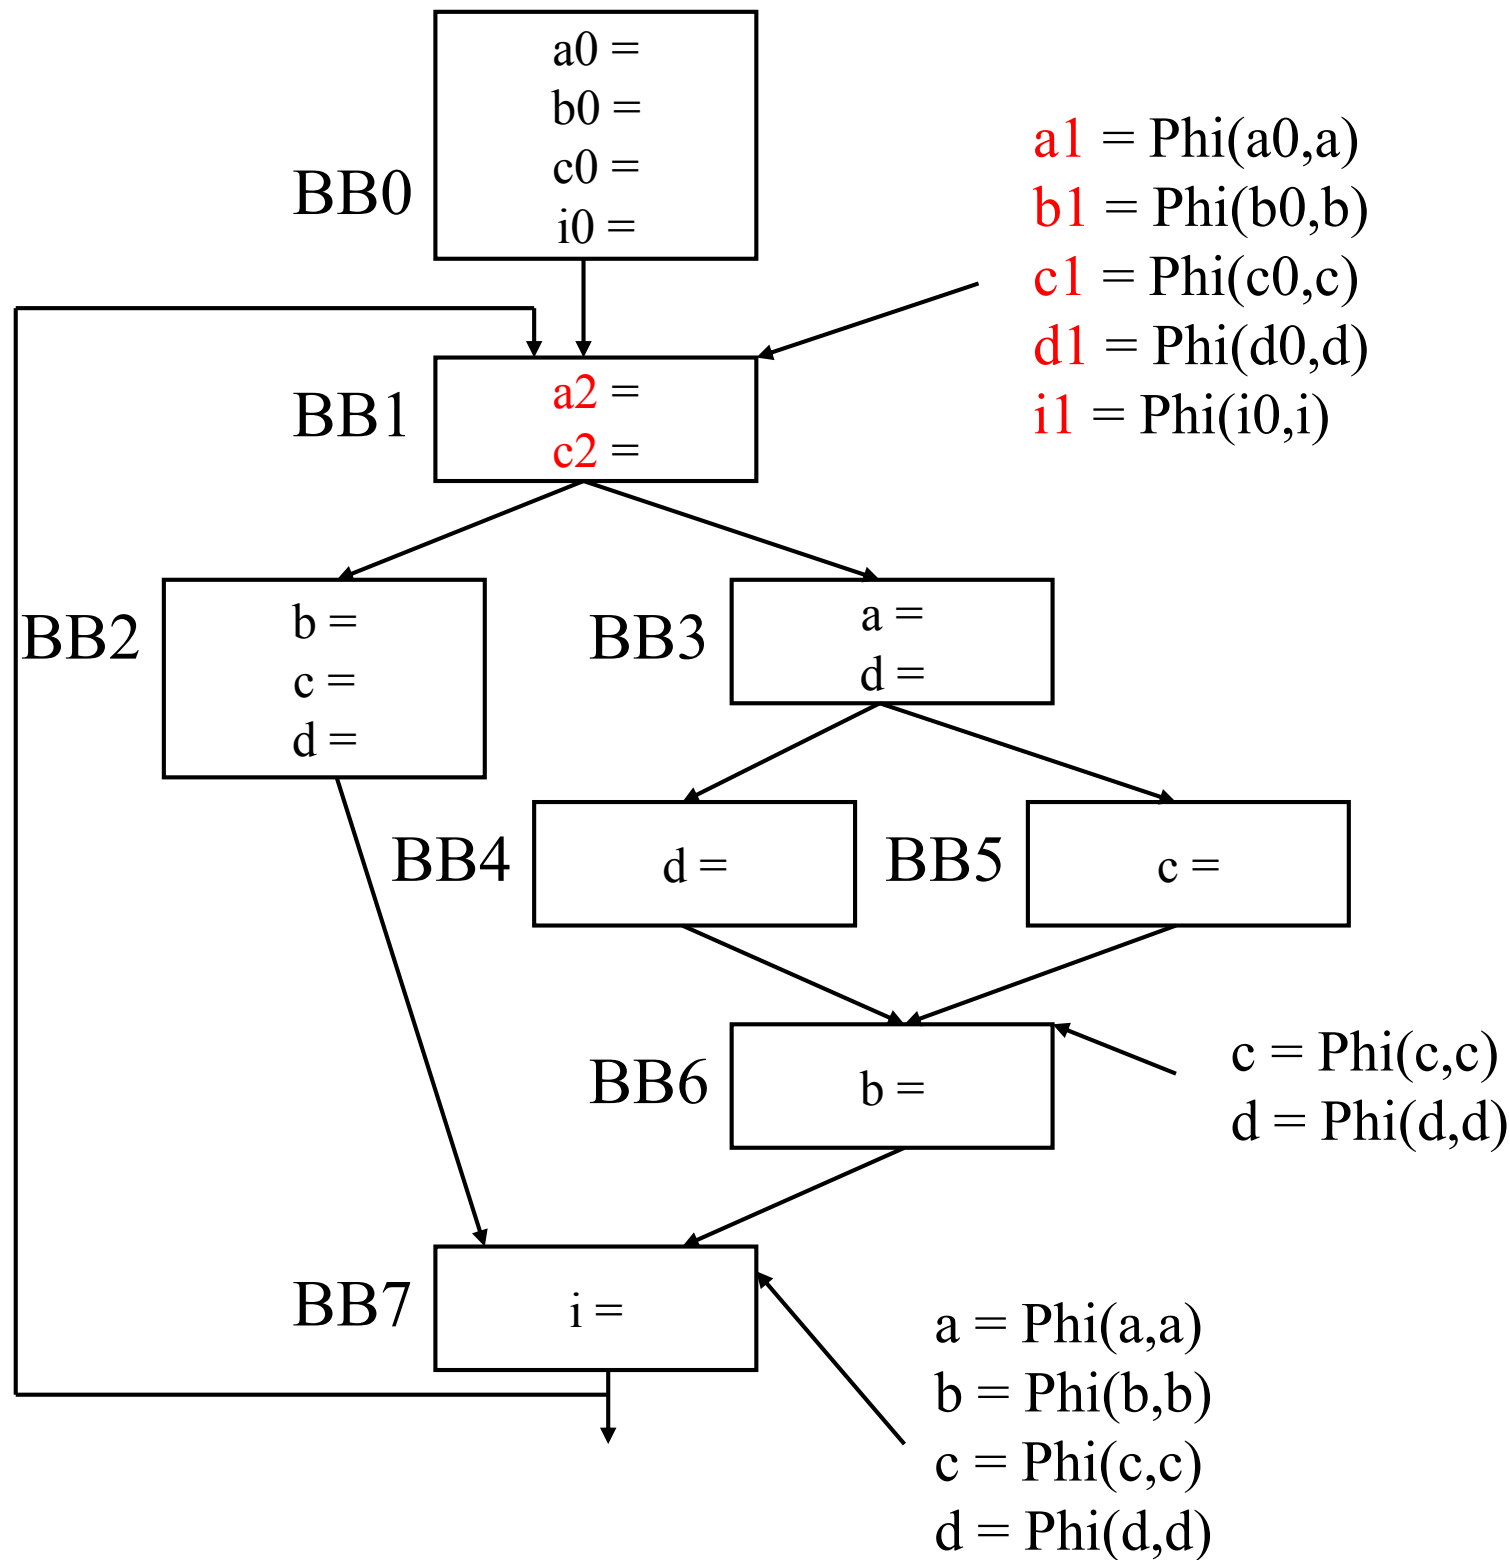 a0 =
b0 =
c0 =
i0 =
BB0
a1 = Phi(a0,a)
b1 = Phi(b0,b)
c1 = Phi(c0,c)
d1 = Phi(d0,d)
i1 = Phi(i0,i)
BB1
a2 =
c2 =
BB2
b =
c =
d =
BB3
a =
d =
BB4
d =
BB5
c =
BB6
b =
c = Phi(c,c)
d = Phi(d,d)
BB7
i =
a = Phi(a,a)
b = Phi(b,b)
c = Phi(c,c)
d = Phi(d,d)